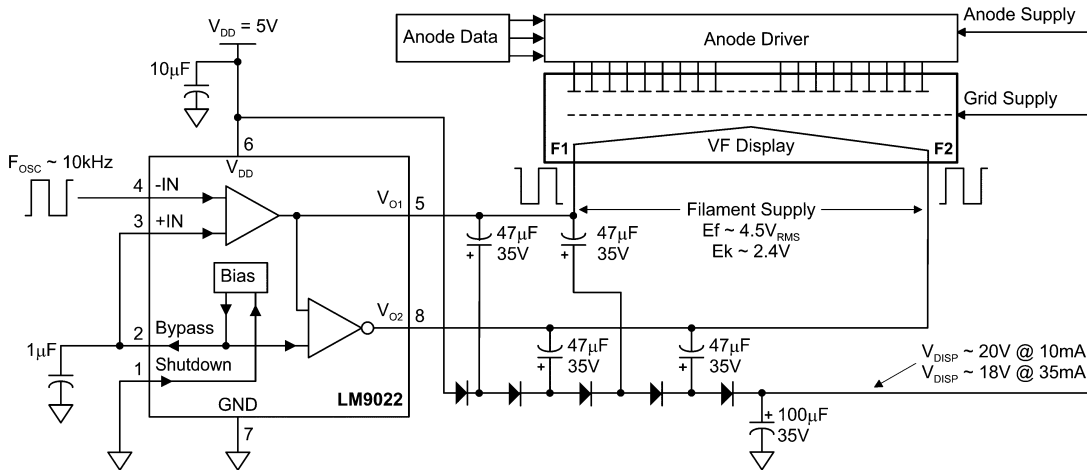 V_DD = 5V
10μF
Anode Data
Anode Driver
Anode Supply
Grid Supply
F1
VF Display
F2
F_OSC ~ 10kHz
6
V_DD
4
-IN
3
+IN
V_O1
5
47μF
35V
+
47μF
35V
+
Filament Supply
Ef ~ 4.5V_RMS
Ek ~ 2.4V
Bias
V_O2
8
2
Bypass
1μF
1
Shutdown
GND
LM9022
7
47μF
35V
+
47μF
35V
+
V_DISP ~ 20V @ 10mA
V_DISP ~ 18V @ 35mA
+
100μF
35V